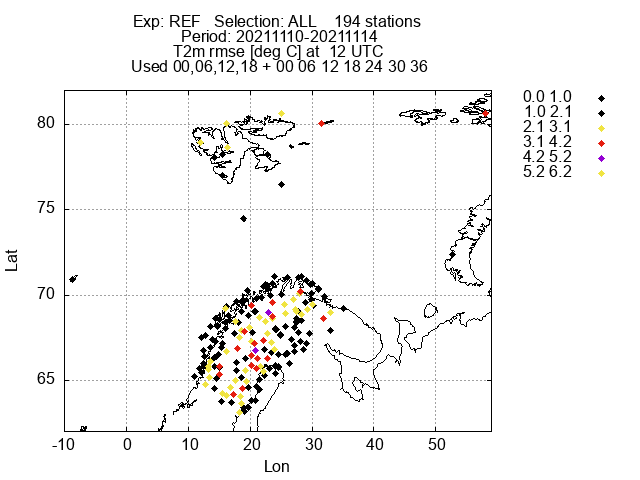 Exp: REF   Selection: ALL    194 stations
Period: 20211110-20211114
T2m rmse [deg C] at  12 UTC
Used 00,06,12,18 + 00 06 12 18 24 30 36
0.0 1.0
1.0 2.1
2.1 3.1
3.1 4.2
4.2 5.2
5.2 6.2
80
75
70
65
Lat
-10 0 10 20 30 40 50
Lon